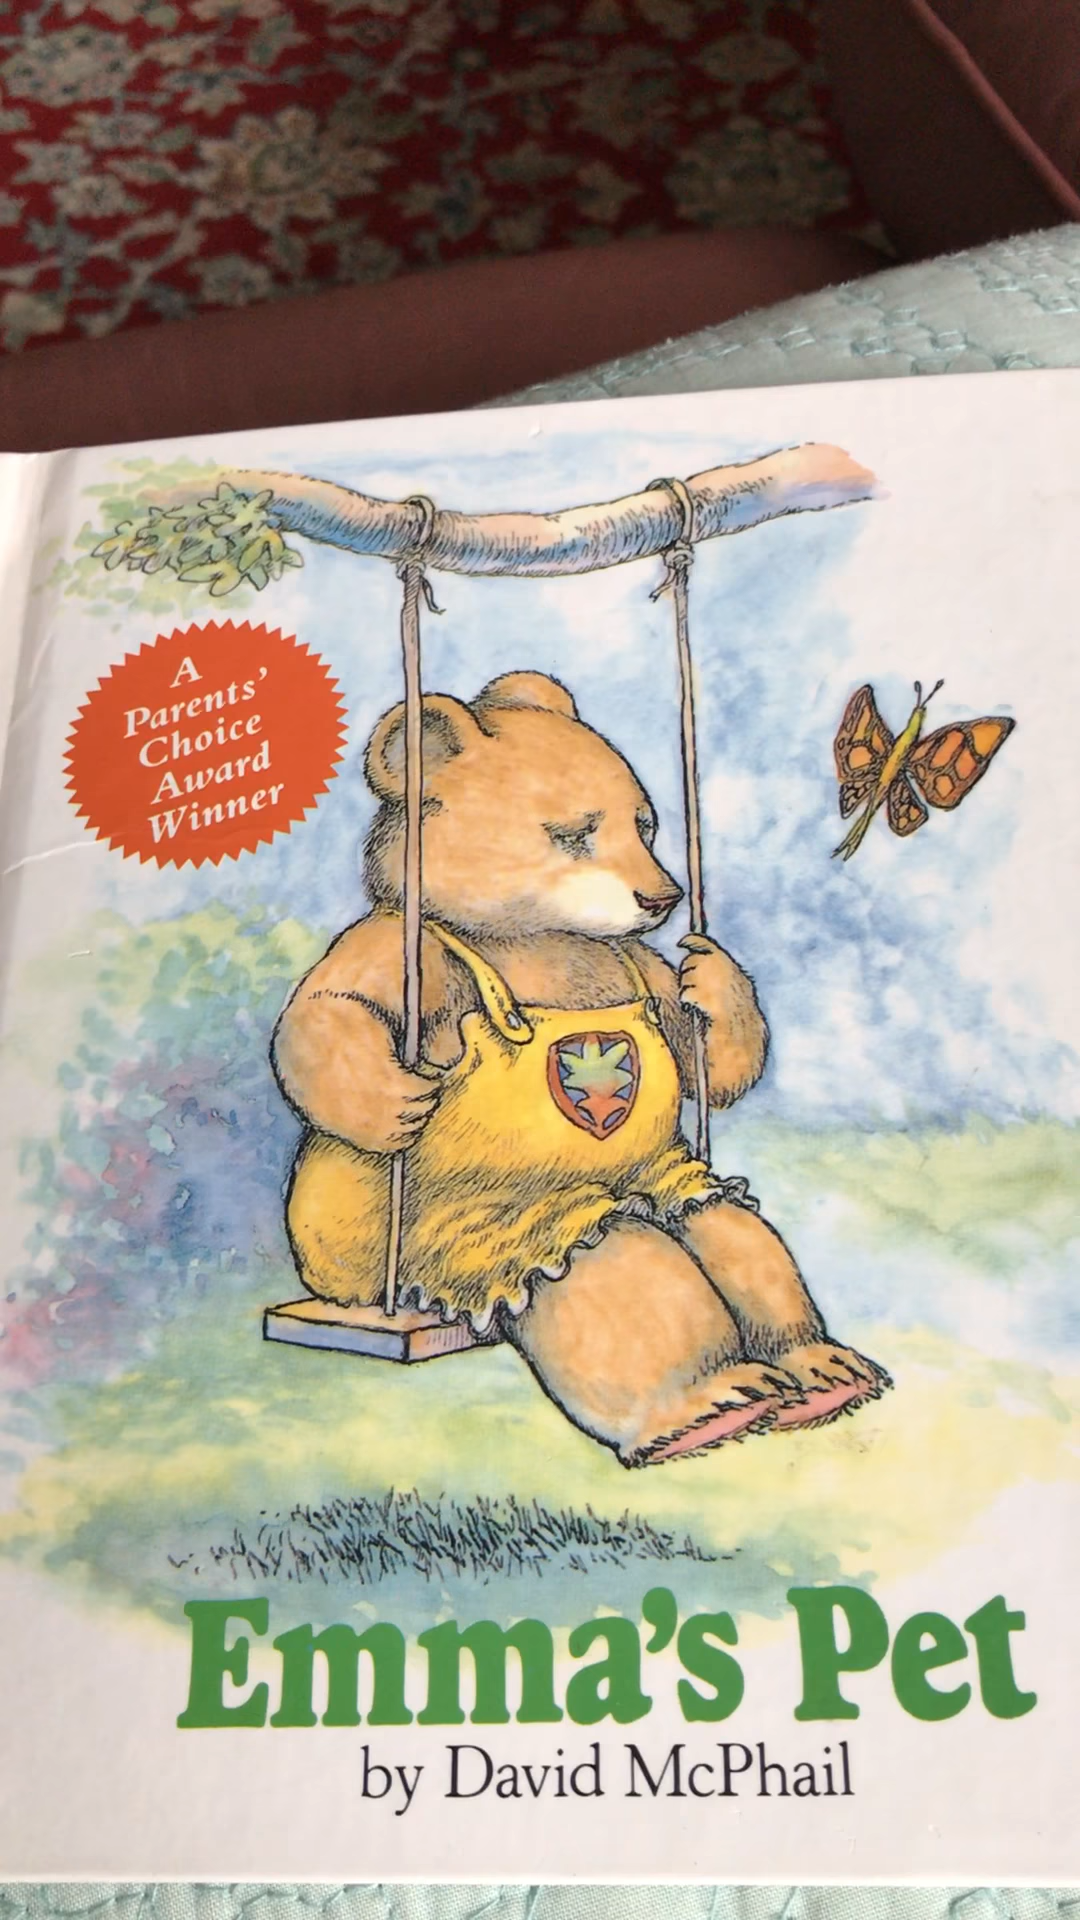 A
Parents'
Choice
Award
Winner
Emma's Pet
by David McPhail